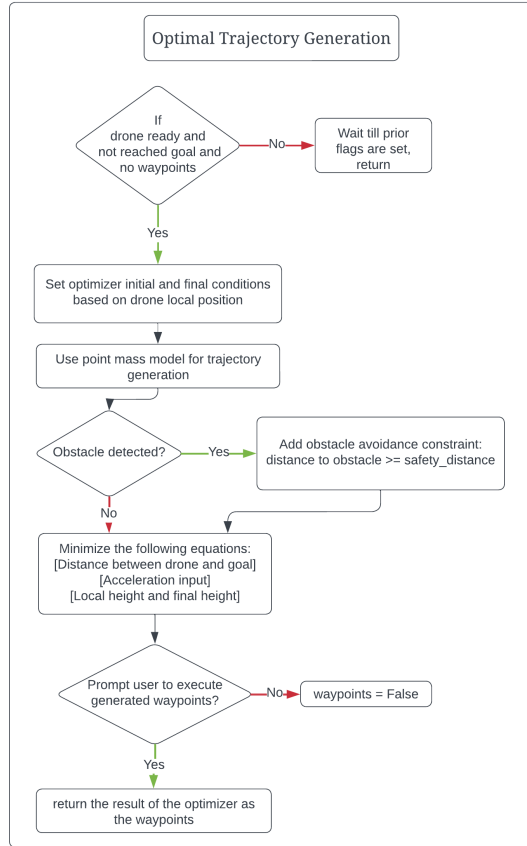 Optimal Trajectory Generation
If
drone ready and
not reached goal and
no waypoints
No
Wait till prior
flags are set,
return
Yes
Set optimizer initial and final conditions
based on drone local position
Use point mass model for trajectory
generation
Obstacle detected?
Yes
Add obstacle avoidance constraint:
distance to obstacle >= safety_distance
No
Minimize the following equations:
[Distance between drone and goal]
[Acceleration input]
[Local height and final height]
Prompt user to execute
generated waypoints?
No
waypoints = False
Yes
return the result of the optimizer as
the waypoints